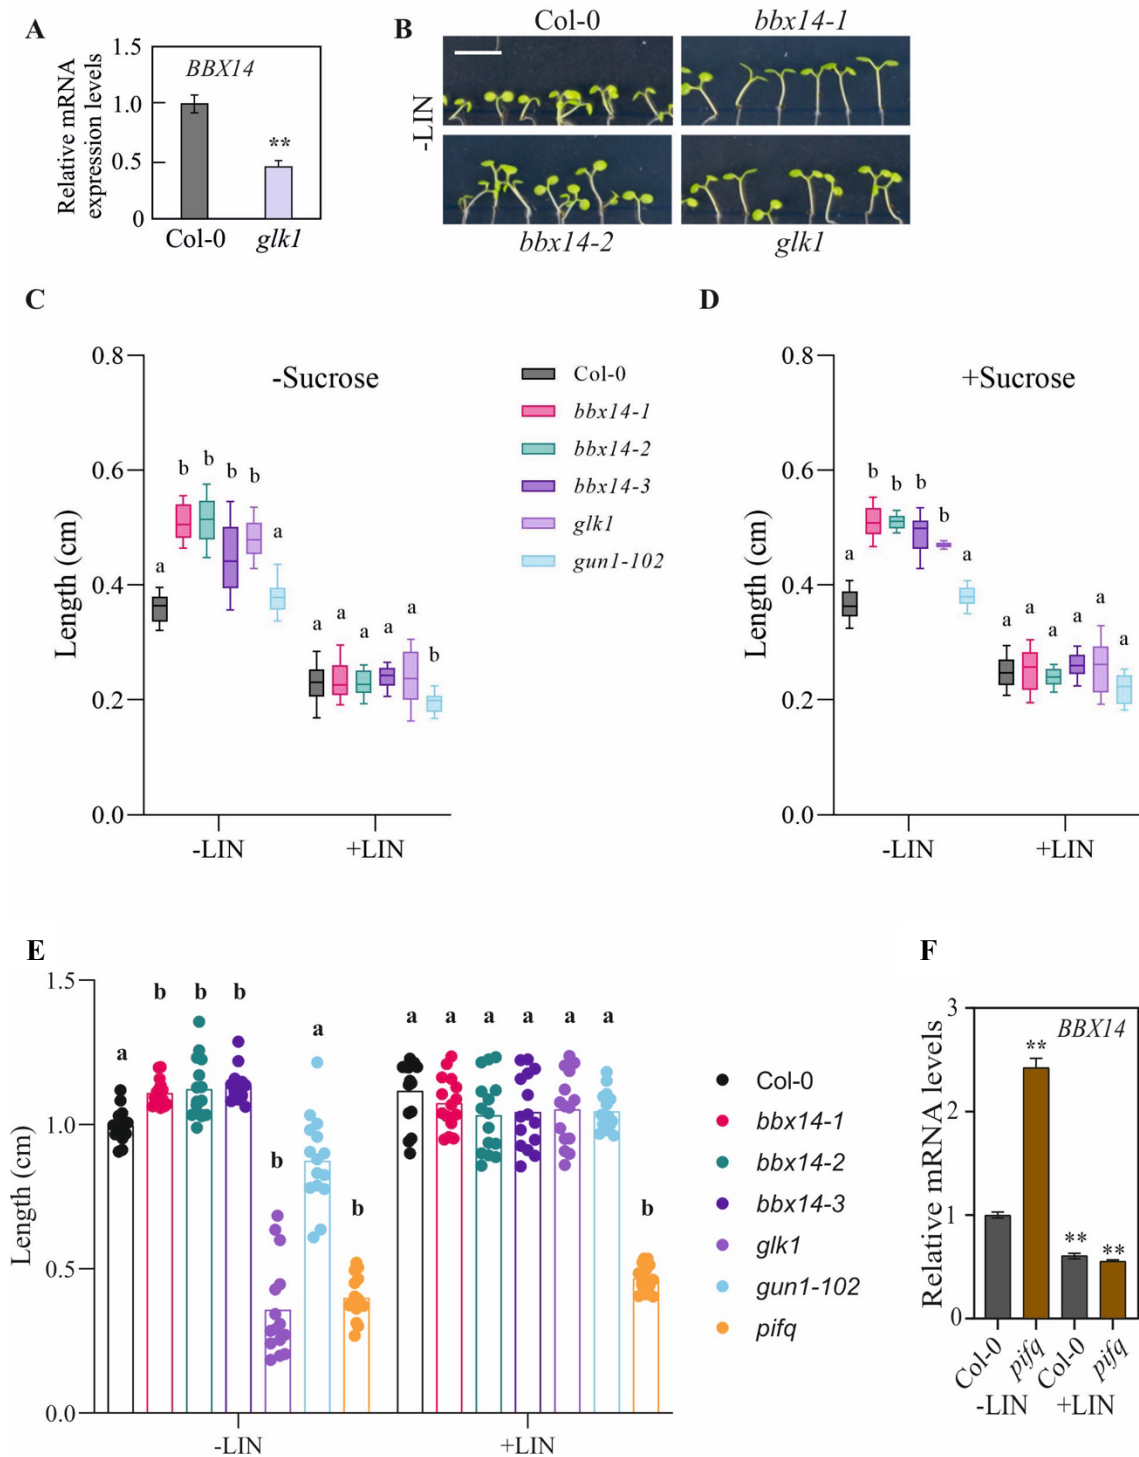 A
Relative mRNA
expression levels
1.5
1.0
0.5
0
BBX14
**
Col-0
glk1
B
Col-0
bbx14-1
-LIN
bbx14-2
glk1
C
Length (cm)
0.8
0.6
0.4
0.2
0.0
-Sucrose
a
b
b
b
b
a
a
a
a
a
a
b
-LIN
+LIN
Col-0
bbx14-1
bbx14-2
bbx14-3
glk1
gun1-102
D
Length (cm)
0.8
0.6
0.4
0.2
0.0
+Sucrose
a
b
b
b
b
a
a
a
a
a
a
a
-LIN
+LIN
E
Length (cm)
1.5
1.0
0.5
0.0
a
b
b
b
b
a
b
a
a
a
a
a
a
b
-LIN
+LIN
Col-0
bbx14-1
bbx14-2
bbx14-3
glk1
gun1-102
pifq
F
Relative mRNA levels
3
2
1
0
BBX14
**
**
**
Col-0
pifq
Col-0
pifq
-LIN
+LIN